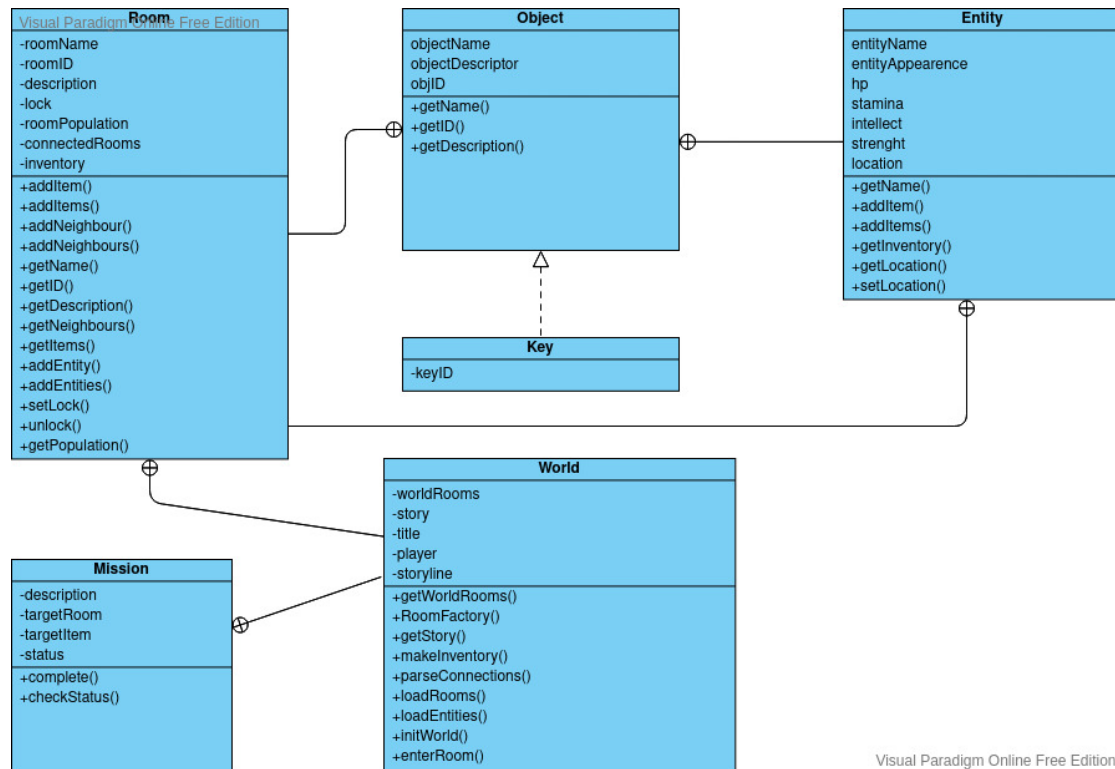 Room
Visual Paradigm Online Free Edition
-roomName
-roomID
-description
-lock
-roomPopulation
-connectedRooms
-inventory
+addItem()
+addItems()
+addNeighbour()
+addNeighbours()
+getName()
+getID()
+getDescription()
+getNeighbours()
+getItems()
+addEntity()
+addEntities()
+setLock()
+unlock()
+getPopulation()
Object
objectName
objectDescriptor
objID
+getName()
+getID()
+getDescription()
Entity
entityName
entityAppearence
hp
stamina
intellect
strenght
location
+getName()
+addItem()
+addItems()
+getInventory()
+getLocation()
+setLocation()
Key
-keyID
World
-worldRooms
-story
-title
-player
-storyline
+getWorldRooms()
+RoomFactory()
+getStory()
+makeInventory()
+parseConnections()
+loadRooms()
+loadEntities()
+initWorld()
+enterRoom()
Mission
-description
-targetRoom
-targetItem
-status
+complete()
+checkStatus()
Visual Paradigm Online Free Edition